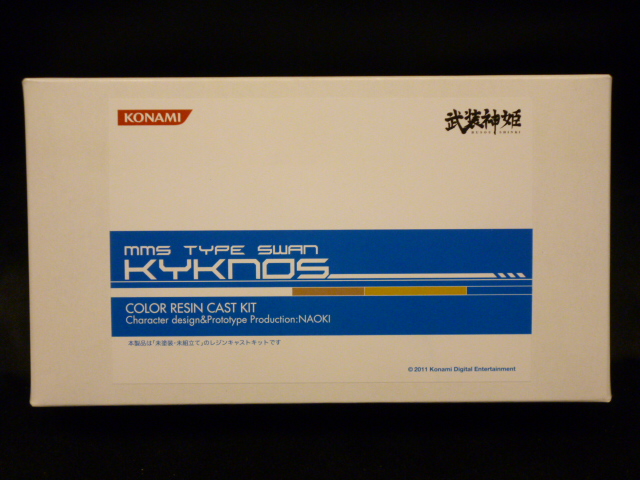 KONAMI
武装神姫
BUSOU SHINKI
MMS TYPE SWAN
KYKNOS
COLOR RESIN CAST KIT
Character design&Prototype Production:NAOKI
本製品は「未塗装・未組立て」のレジンキャストキットです
© 2011 Konami Digital Entertainment